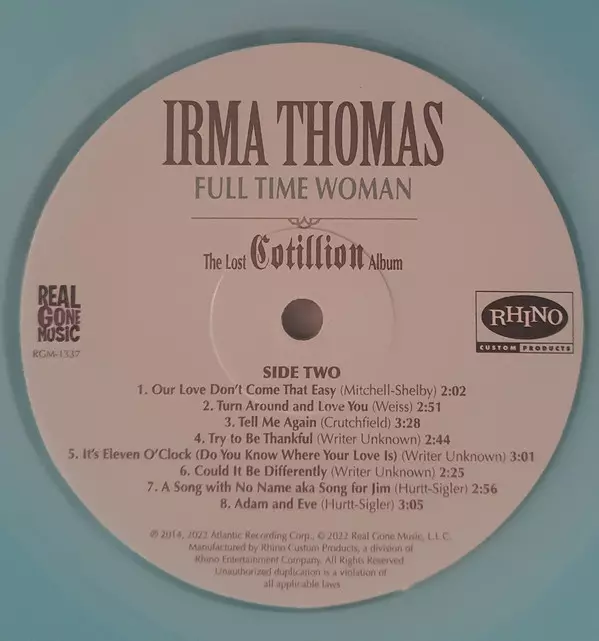 IRMA THOMAS
FULL TIME WOMAN
The Lost Cotillion Album
REAL
GONE
MUSIC
RGM-1337
RHINO
CUSTOM PRODUCTS
SIDE TWO
1. Our Love Don't Come That Easy (Mitchell-Shelby) 2:02
2. Turn Around and Love You (Weiss) 2:51
3. Tell Me Again (Crutchfield) 3:28
4. Try to Be Thankful (Writer Unknown) 2:44
5. It's Eleven O'Clock (Do You Know Where Your Love Is) (Writer Unknown) 3:01
6. Could It Be Differently (Writer Unknown) 2:25
7. A Song with No Name aka Song for Jim (Hurtt-Sigler) 2:56
8. Adam and Eve (Hurtt-Sigler) 3:05
℗ 2014, 2022 Atlantic Recording Corp., © 2022 Real Gone Music, L.L.C.
Manufactured by Rhino Custom Products, a division of
Rhino Entertainment Company. All Rights Reserved
Unauthorized duplication is a violation of
all applicable laws